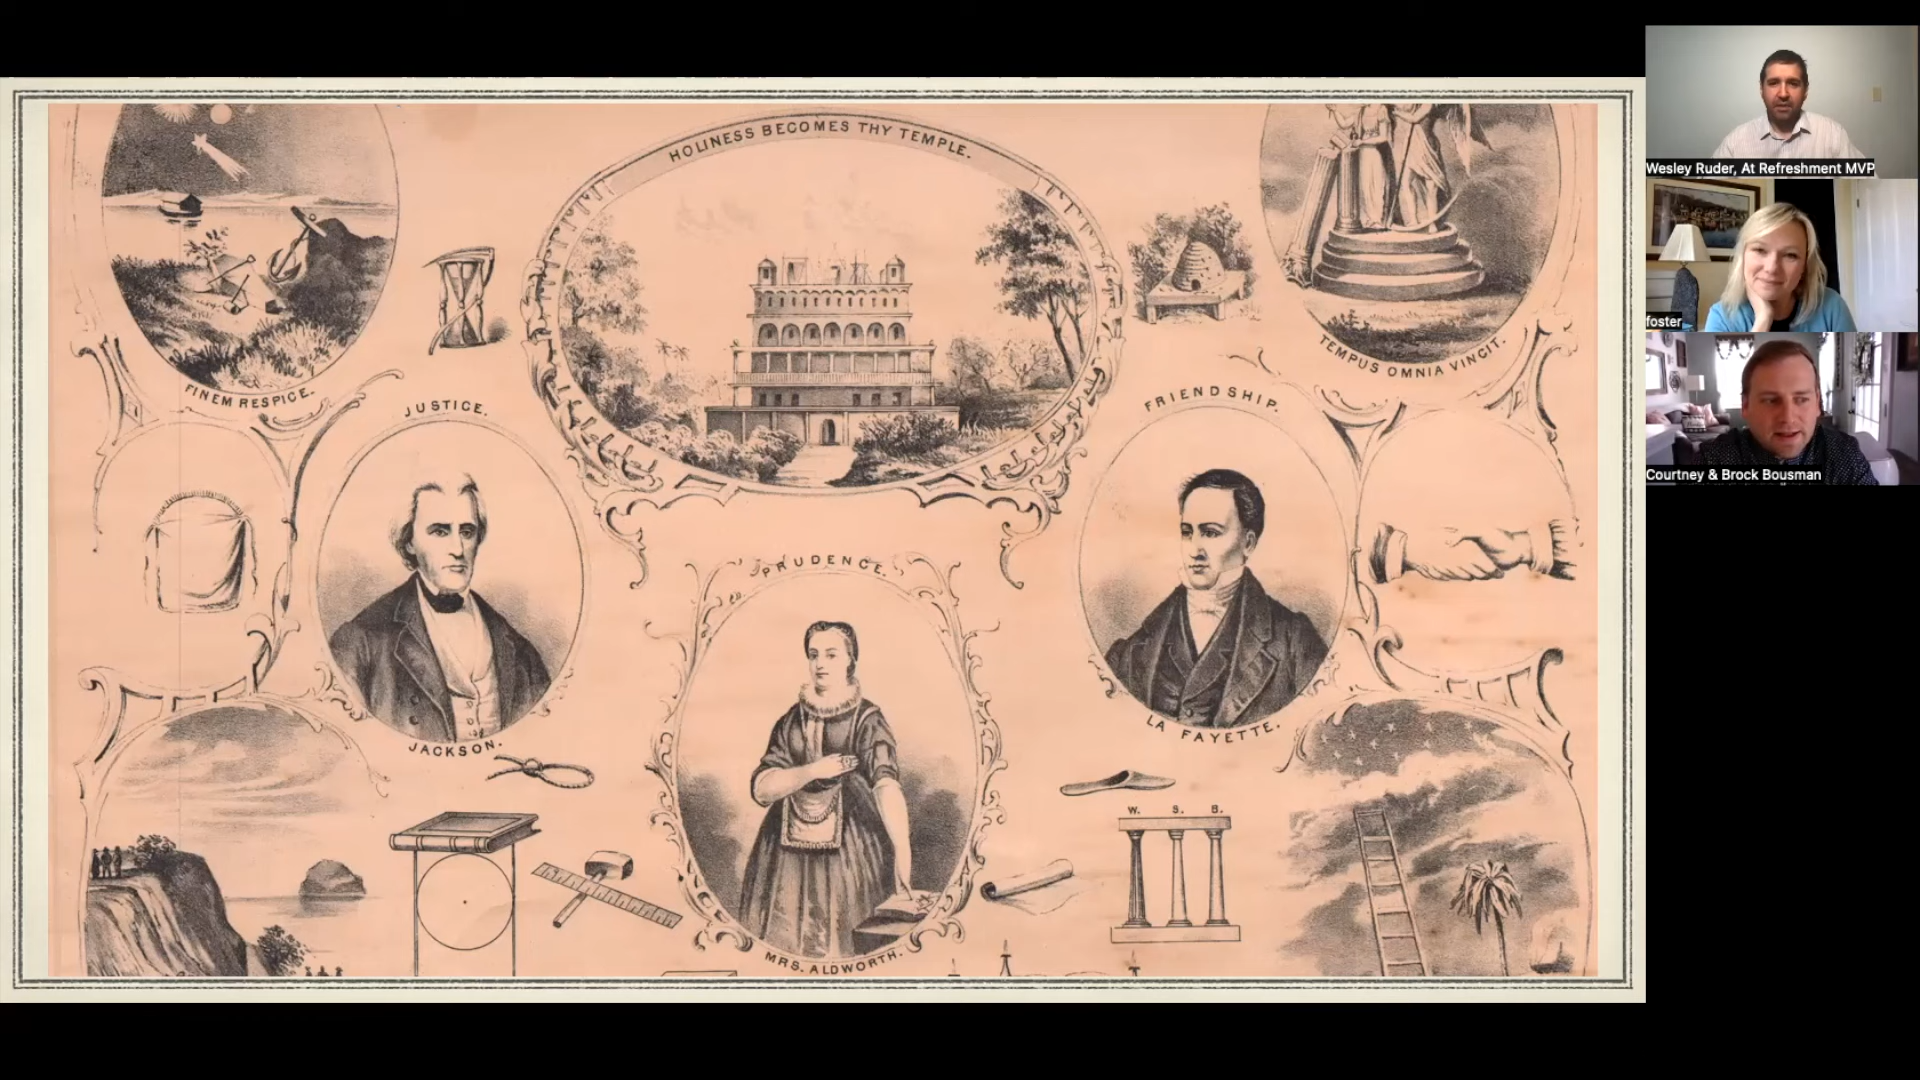 HOLINESS BECOMES THY TEMPLE.
FINEM RESPICE.
TEMPUS OMNIA VINCIT.
JUSTICE.
FRIENDSHIP.
PRUDENCE.
JACKSON.
LA FAYETTE.
W. S. B.
MRS. ALDWORTH.
Wesley Ruder, At Refreshment MVP
foster
Courtney & Brock Bousman